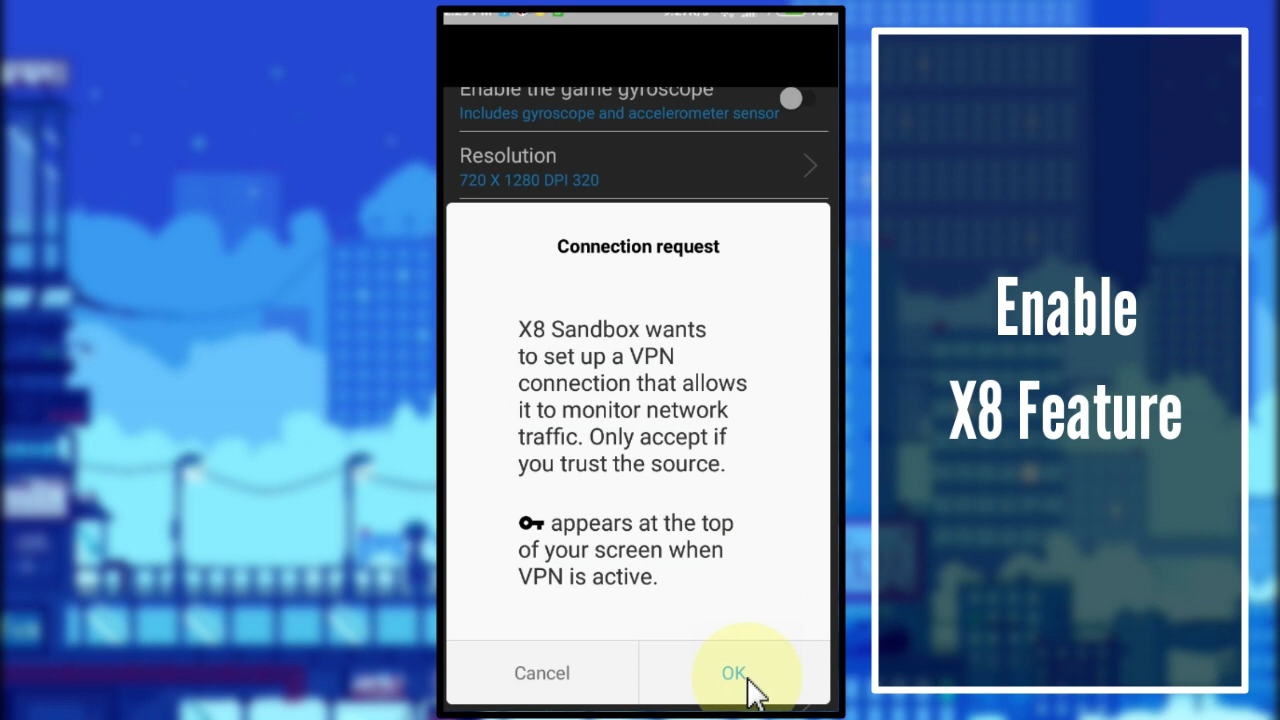 Enable the game gyroscope
Includes gyroscope and accelerometer sensor
Resolution
720 X 1280 DPI 320
Connection request
X8 Sandbox wants
to set up a VPN
connection that allows
it to monitor network
traffic. Only accept if
you trust the source.
appears at the top
of your screen when
VPN is active.
Cancel
OK
Enable
X8 Feature